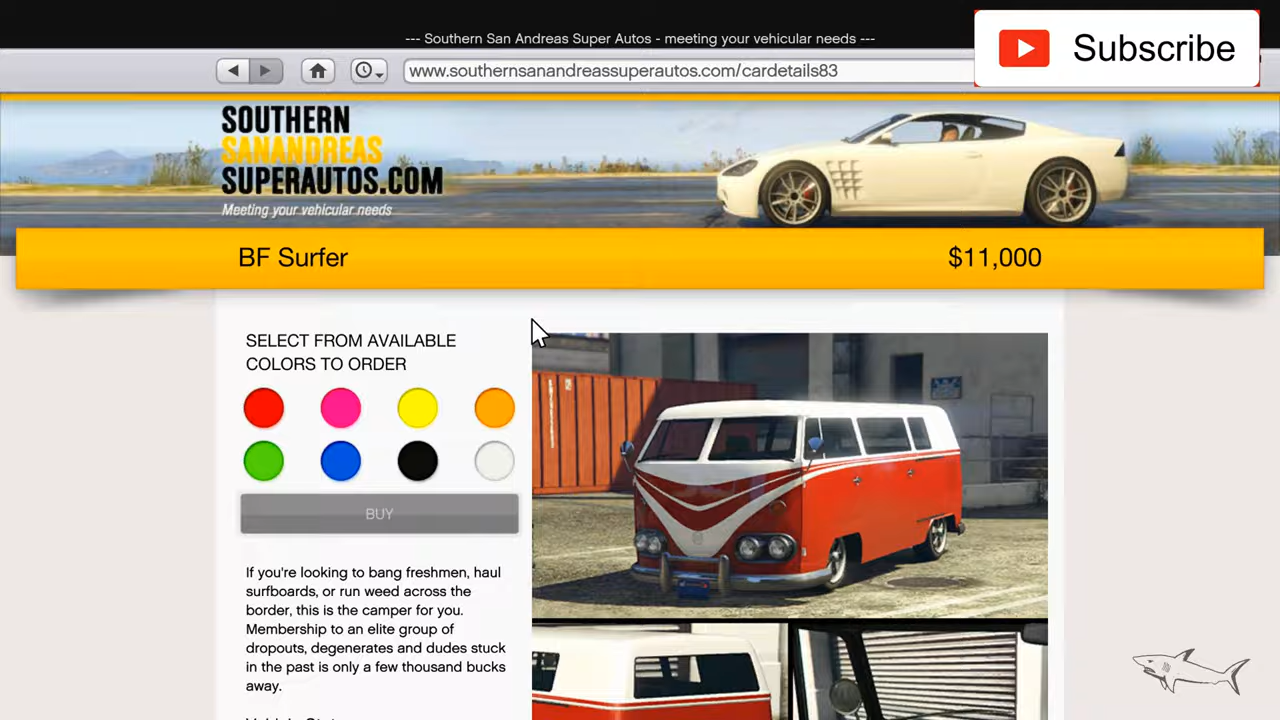 --- Southern San Andreas Super Autos - meeting your vehicular needs ---
Subscribe
www.southernsanandreassuperautos.com/cardetails83
SOUTHERN
SANANDREAS
SUPERAUTOS.COM
Meeting your vehicular needs
BF Surfer
$11,000
SELECT FROM AVAILABLE
COLORS TO ORDER
BUY
If you're looking to bang freshmen, haul
surfboards, or run weed across the
border, this is the camper for you.
Membership to an elite group of
dropouts, degenerates and dudes stuck
in the past is only a few thousand bucks
away.